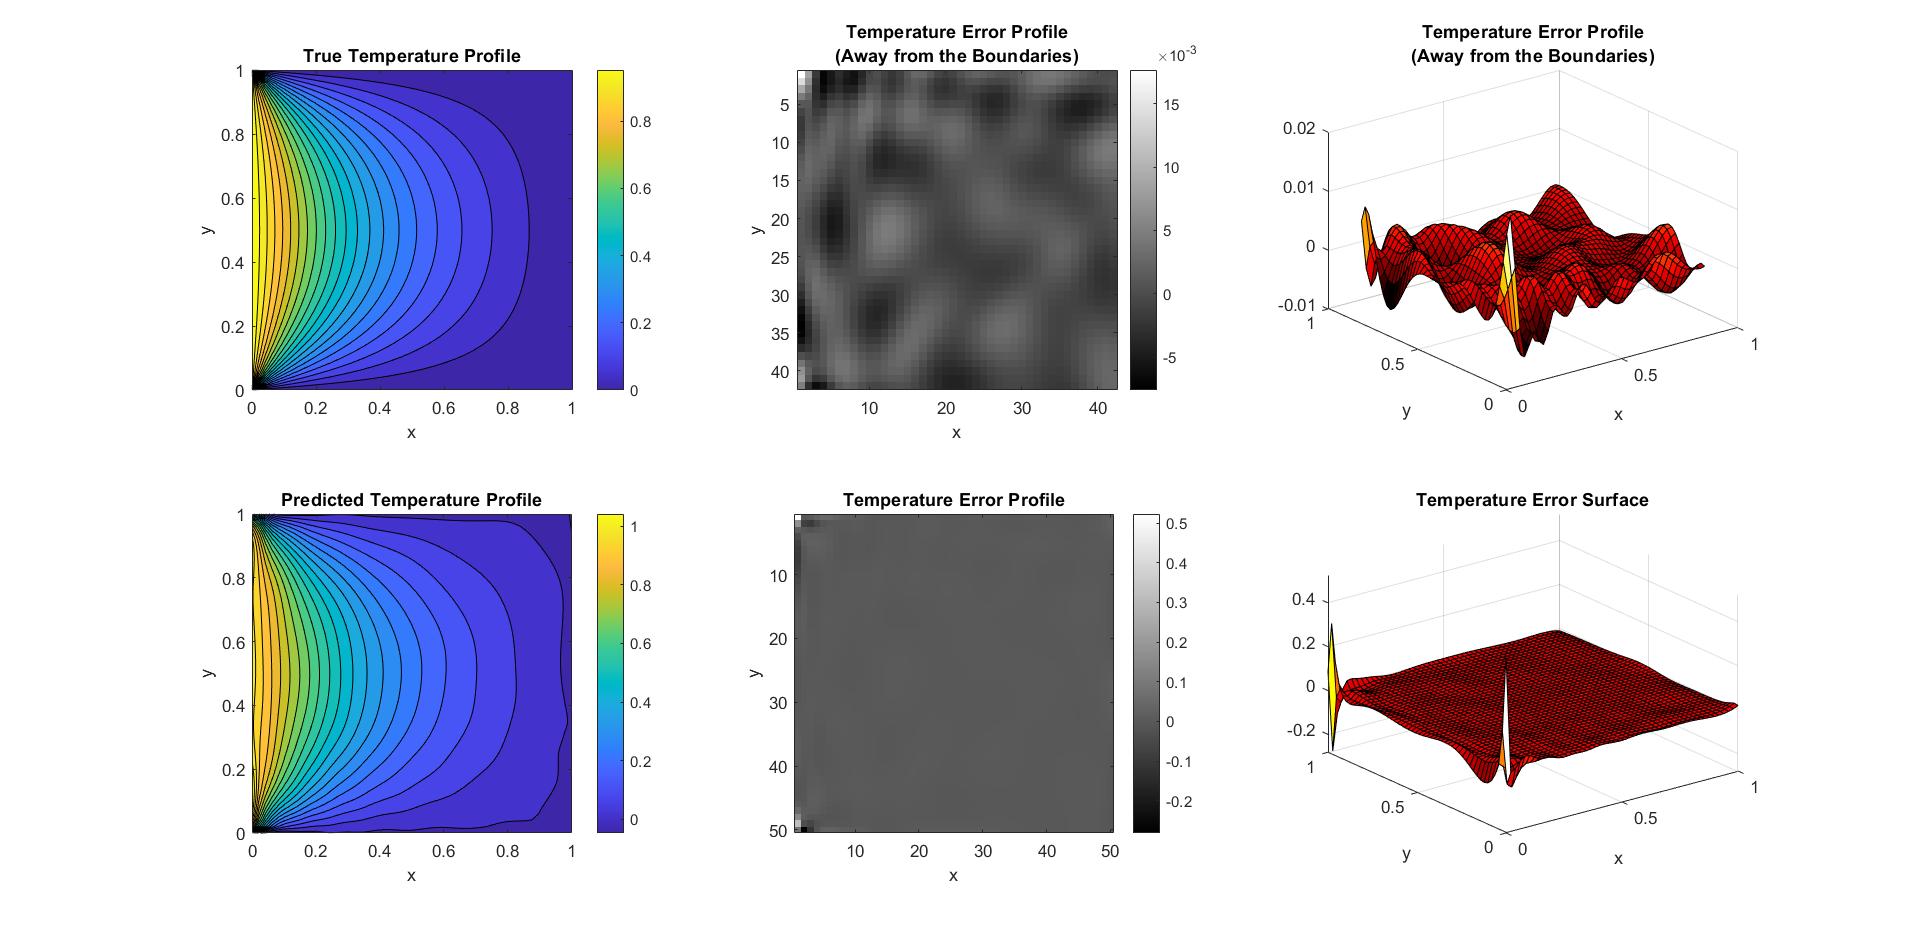 True Temperature Profile
1
0.8
0.6
0.4
0.2
0
y
0 0.2 0.4 0.6 0.8 1
x
0.8
0.6
0.4
0.2
0
Temperature Error Profile
(Away from the Boundaries)
×10-3
5
10
15
20
25
30
35
40
y
10 20 30 40
x
15
10
5
0
-5
Temperature Error Profile
(Away from the Boundaries)
0.02
0.01
0
-0.01
1
0.5
0
y
0
0.5
1
x
Predicted Temperature Profile
1
0.8
0.6
0.4
0.2
0
y
0 0.2 0.4 0.6 0.8 1
x
1
0.8
0.6
0.4
0.2
0
Temperature Error Profile
10
20
30
40
50
y
10 20 30 40 50
x
0.5
0.4
0.3
0.2
0.1
0
-0.1
-0.2
Temperature Error Surface
0.4
0.2
0
-0.2
1
0.5
0
y
0
0.5
1
x